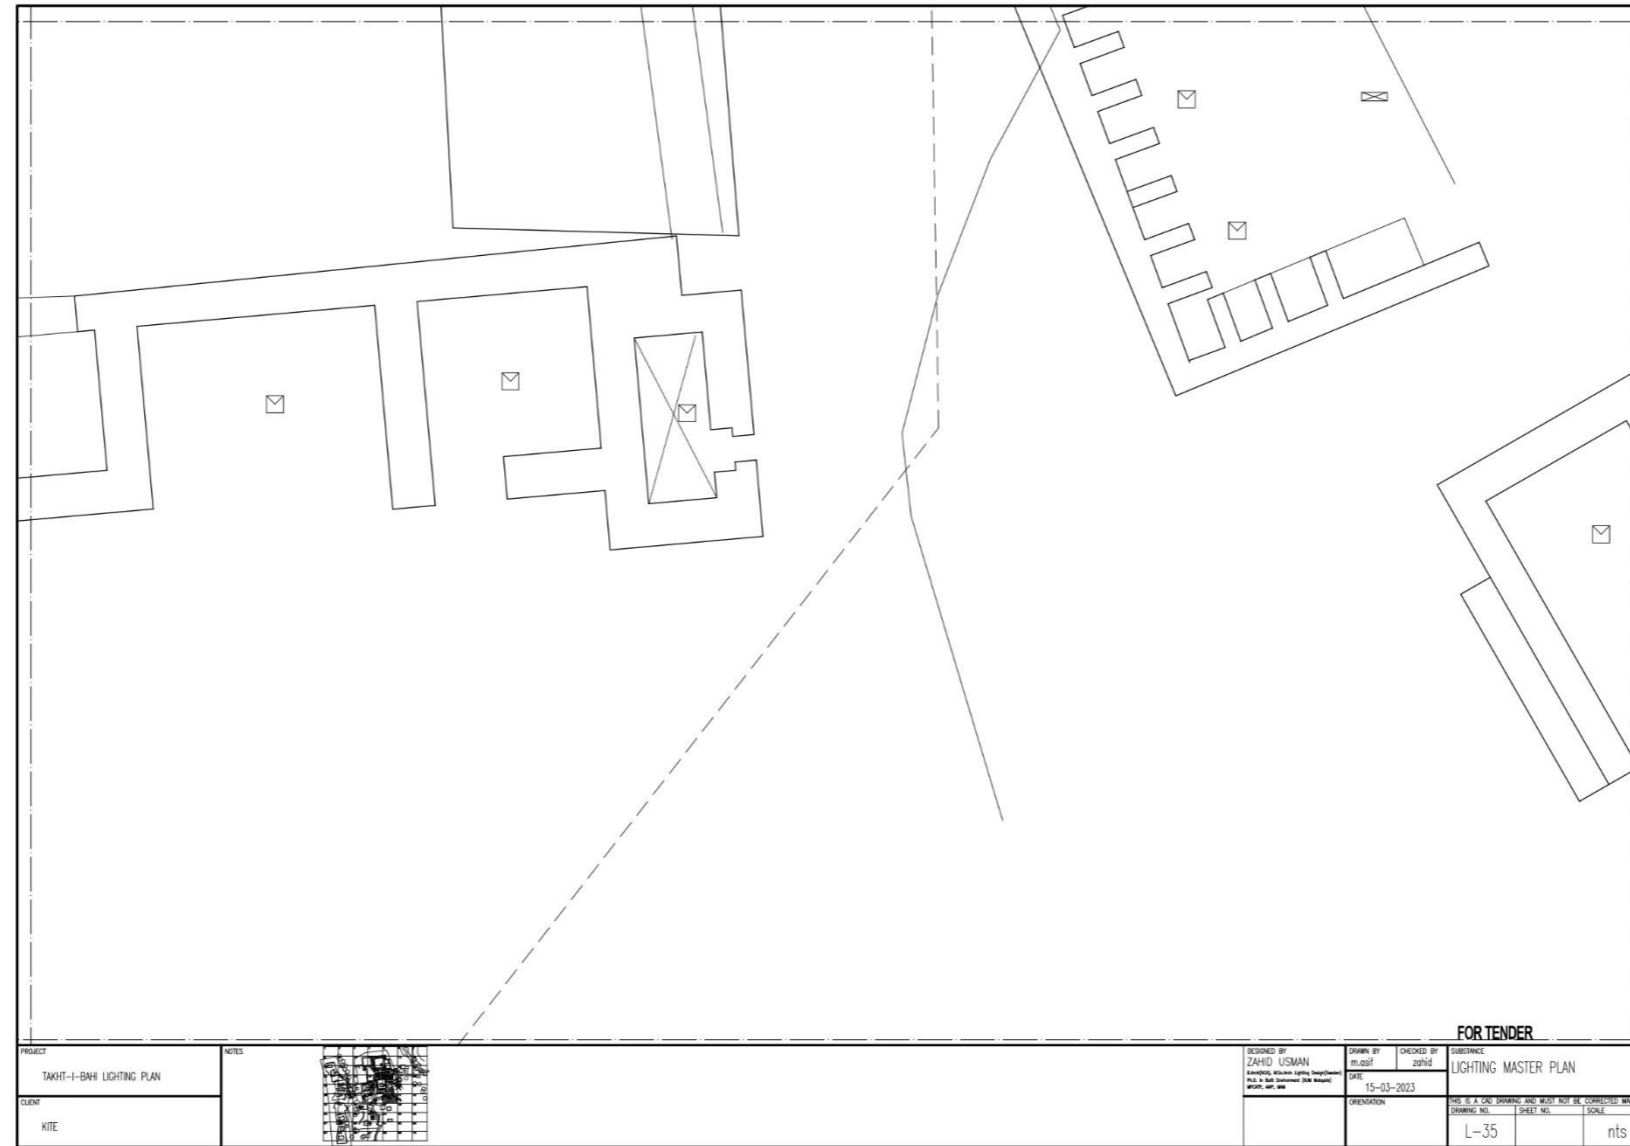 FOR TENDER
PROJECT
TAKHT-I-BAHI LIGHTING PLAN
CLIENT
KITE
NOTES
DESIGNED BY
ZAHID USMAN
DRAWN BY
m.asif
CHECKED BY
zahid
DATE
15-03-2023
ORIENTATION
SUBSTANCE
LIGHTING MASTER PLAN
THIS IS A CAD DRAWING AND MUST NOT BE CORRECTED
DRAWING NO.
L-35
SHEET NO.
SCALE
nts